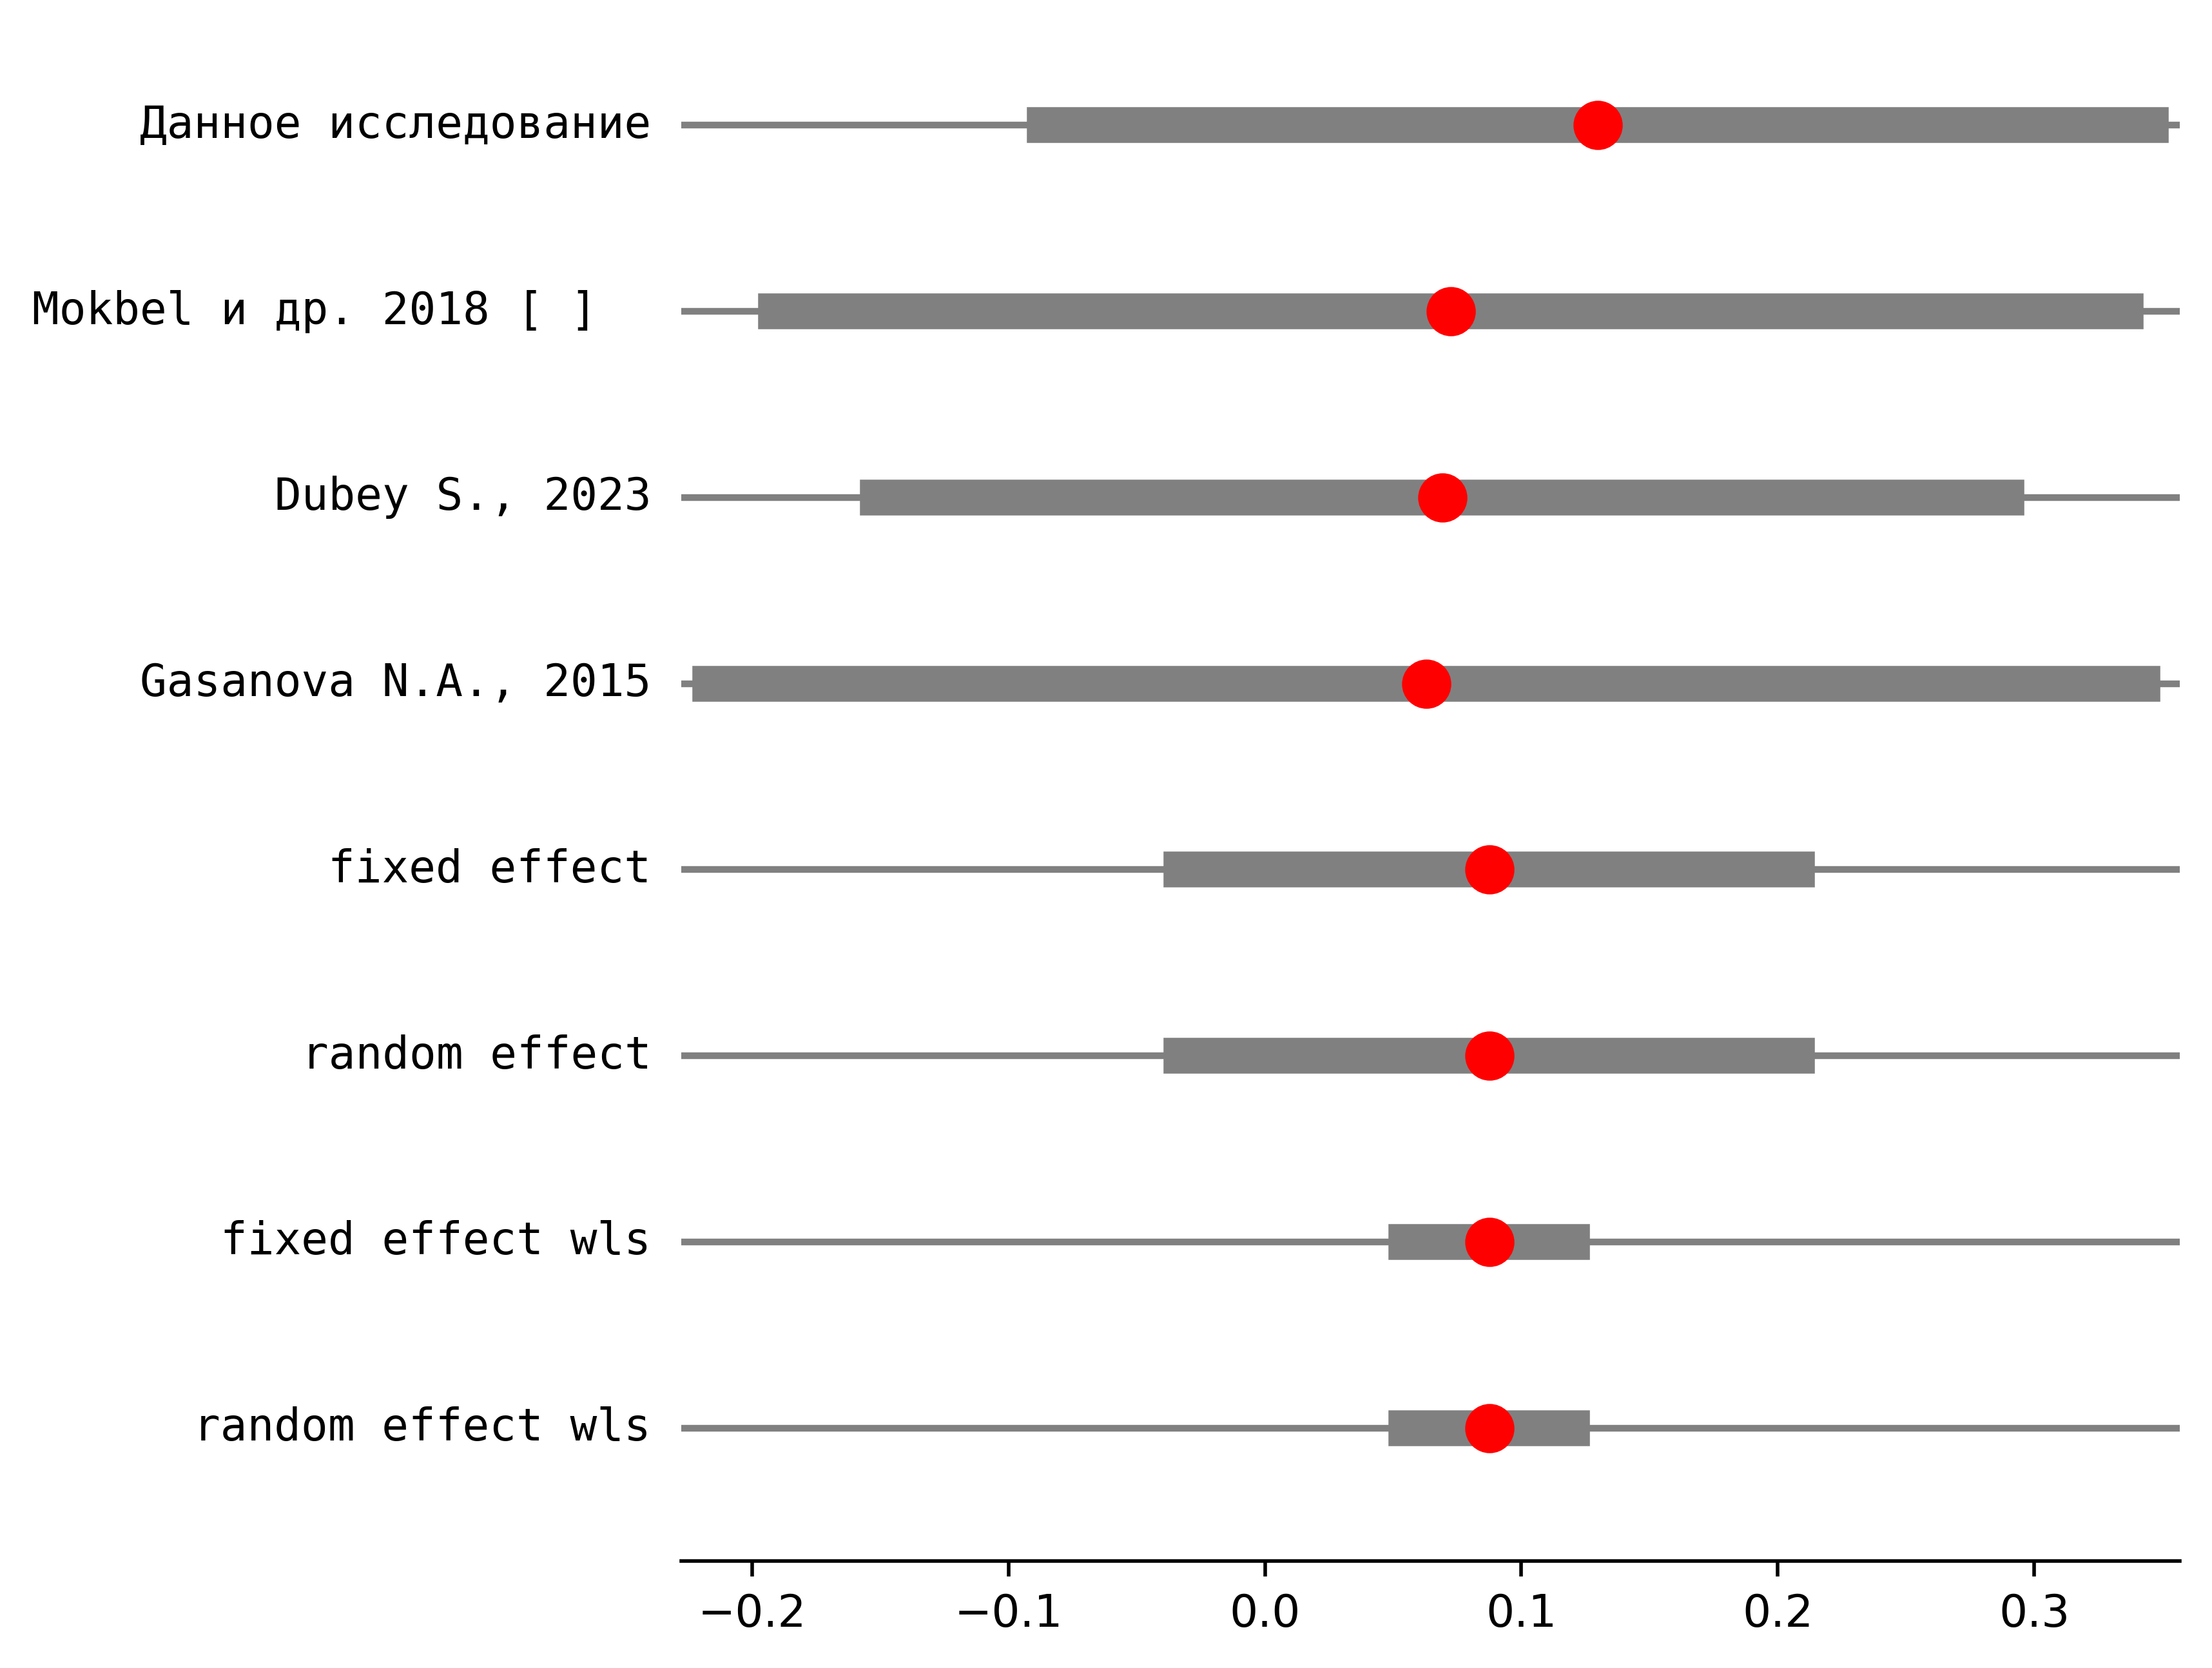 Данное исследование
Mokbel и др. 2018 [ ]
Dubey S., 2023
Gasanova N.A., 2015
fixed effect
random effect
fixed effect wls
random effect wls
−0.2 −0.1 0.0 0.1 0.2 0.3